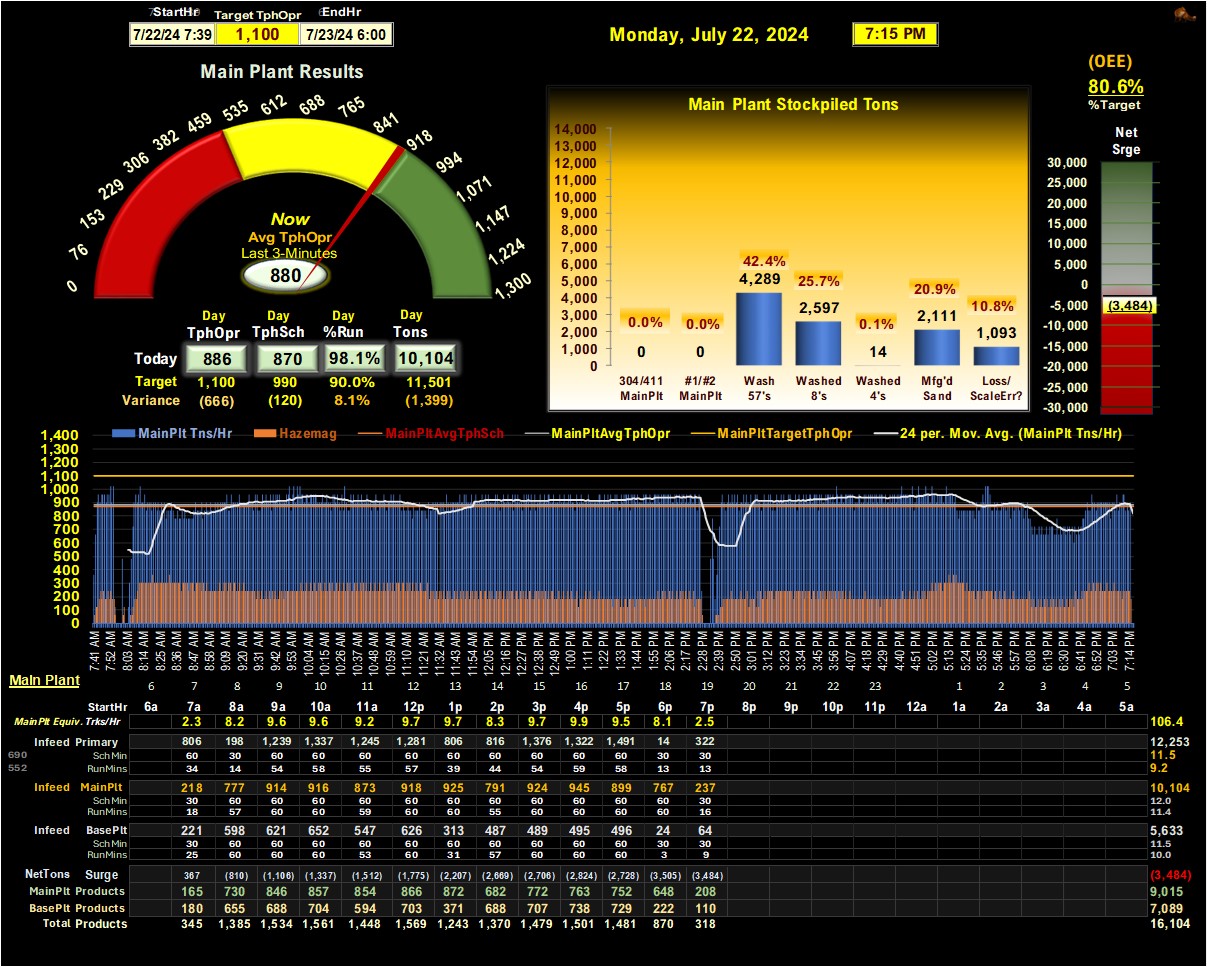 StartHr Target TphOpr EndHr
7/22/24 7:39 1,100 7/23/24 6:00
Monday, July 22, 2024 7:15 PM
(OEE)
80.6%
%Target
Main Plant Results
0 76 153 229 306 382 459 535 612 688 765 841 918 994 1,071 1,147 1,224 1,300
Now
Avg TphOpr
Last 3-Minutes
880
Day Day Day Day
TphOpr TphSch %Run Tons
Today 886 870 98.1% 10,104
Target 1,100 990 90.0% 11,501
Variance (666) (120) 8.1% (1,399)
Main Plant Stockpiled Tons
14,000
13,000
12,000
11,000
10,000
9,000
8,000
7,000
6,000
5,000
4,000
3,000
2,000
1,000
0
0.0% 0.0% 42.4% 25.7% 0.1% 20.9% 10.8%
0 0 4,289 2,597 14 2,111 1,093
304/411 #1/#2 Wash Washed Washed Mfg'd Loss/
MainPlt MainPlt 57's 8's 4's Sand ScaleErr?
Net
Srge
30,000
25,000
20,000
15,000
10,000
5,000
0
-5,000
-10,000
-15,000
-20,000
-25,000
-30,000
(3,484)
MainPlt Tns/Hr Hazemag MainPltAvgTphSch MainPltAvgTphOpr MainPltTargetTphOpr 24 per. Mov. Avg. (MainPlt Tns/Hr)
1,400
1,300
1,200
1,100
1,000
900
800
700
600
500
400
300
200
100
0
7:41 AM 7:52 AM 8:03 AM 8:14 AM 8:25 AM 8:36 AM 8:47 AM 8:58 AM 9:09 AM 9:20 AM 9:31 AM 9:42 AM 9:53 AM 10:04 AM 10:15 AM 10:26 AM 10:37 AM 10:48 AM 10:59 AM 11:10 AM 11:21 AM 11:32 AM 11:43 AM 11:54 AM 12:05 PM 12:16 PM 12:27 PM 12:38 PM 12:49 PM 1:00 PM 1:11 PM 1:22 PM 1:33 PM 1:44 PM 1:55 PM 2:06 PM 2:17 PM 2:28 PM 2:39 PM 2:50 PM 3:01 PM 3:12 PM 3:23 PM 3:34 PM 3:45 PM 3:56 PM 4:07 PM 4:18 PM 4:29 PM 4:40 PM 4:51 PM 5:02 PM 5:13 PM 5:24 PM 5:35 PM 5:46 PM 5:57 PM 6:08 PM 6:19 PM 6:30 PM 6:41 PM 6:52 PM 7:03 PM 7:14 PM
Main Plant 6 7 8 9 10 11 12 13 14 15 16 17 18 19 20 21 22 23 1 2 3 4 5
StartHr 6a 7a 8a 9a 10a 11a 12p 1p 2p 3p 4p 5p 6p 7p 8p 9p 10p 11p 12a 1a 2a 3a 4a 5a
MainPlt Equiv. Trks/Hr 2.3 8.2 9.6 9.6 9.2 9.7 9.7 8.3 9.7 9.9 9.5 8.1 2.5 106.4
Infeed Primary 806 198 1,239 1,337 1,245 1,281 806 816 1,376 1,322 1,491 14 322 12,253
690 SchMin 60 30 60 60 60 60 60 60 60 60 60 30 30 11.5
552 RunMins 34 14 54 58 55 57 39 44 54 59 58 13 13 9.2
Infeed MainPlt 218 777 914 916 873 918 925 791 924 945 899 767 237 10,104
SchMin 30 60 60 60 60 60 60 60 60 60 60 60 30 12.0
RunMins 18 57 60 60 59 60 60 55 60 60 60 60 16 11.4
Infeed BasePlt 221 598 621 652 547 626 313 487 489 495 496 24 64 5,633
SchMin 30 60 60 60 60 60 60 60 60 60 60 30 30 11.5
RunMins 25 60 60 60 53 60 31 57 60 60 60 3 9 10.0
NetTons Surge 367 (810) (1,106) (1,337) (1,512) (1,775) (2,207) (2,669) (2,706) (2,824) (2,728) (3,505) (3,484) (3,484)
MainPlt Products 165 730 846 857 854 866 872 682 772 763 752 648 208 9,015
BasePlt Products 180 655 688 704 594 703 371 688 707 738 729 222 110 7,089
Total Products 345 1,385 1,534 1,561 1,448 1,569 1,243 1,370 1,479 1,501 1,481 870 318 16,104